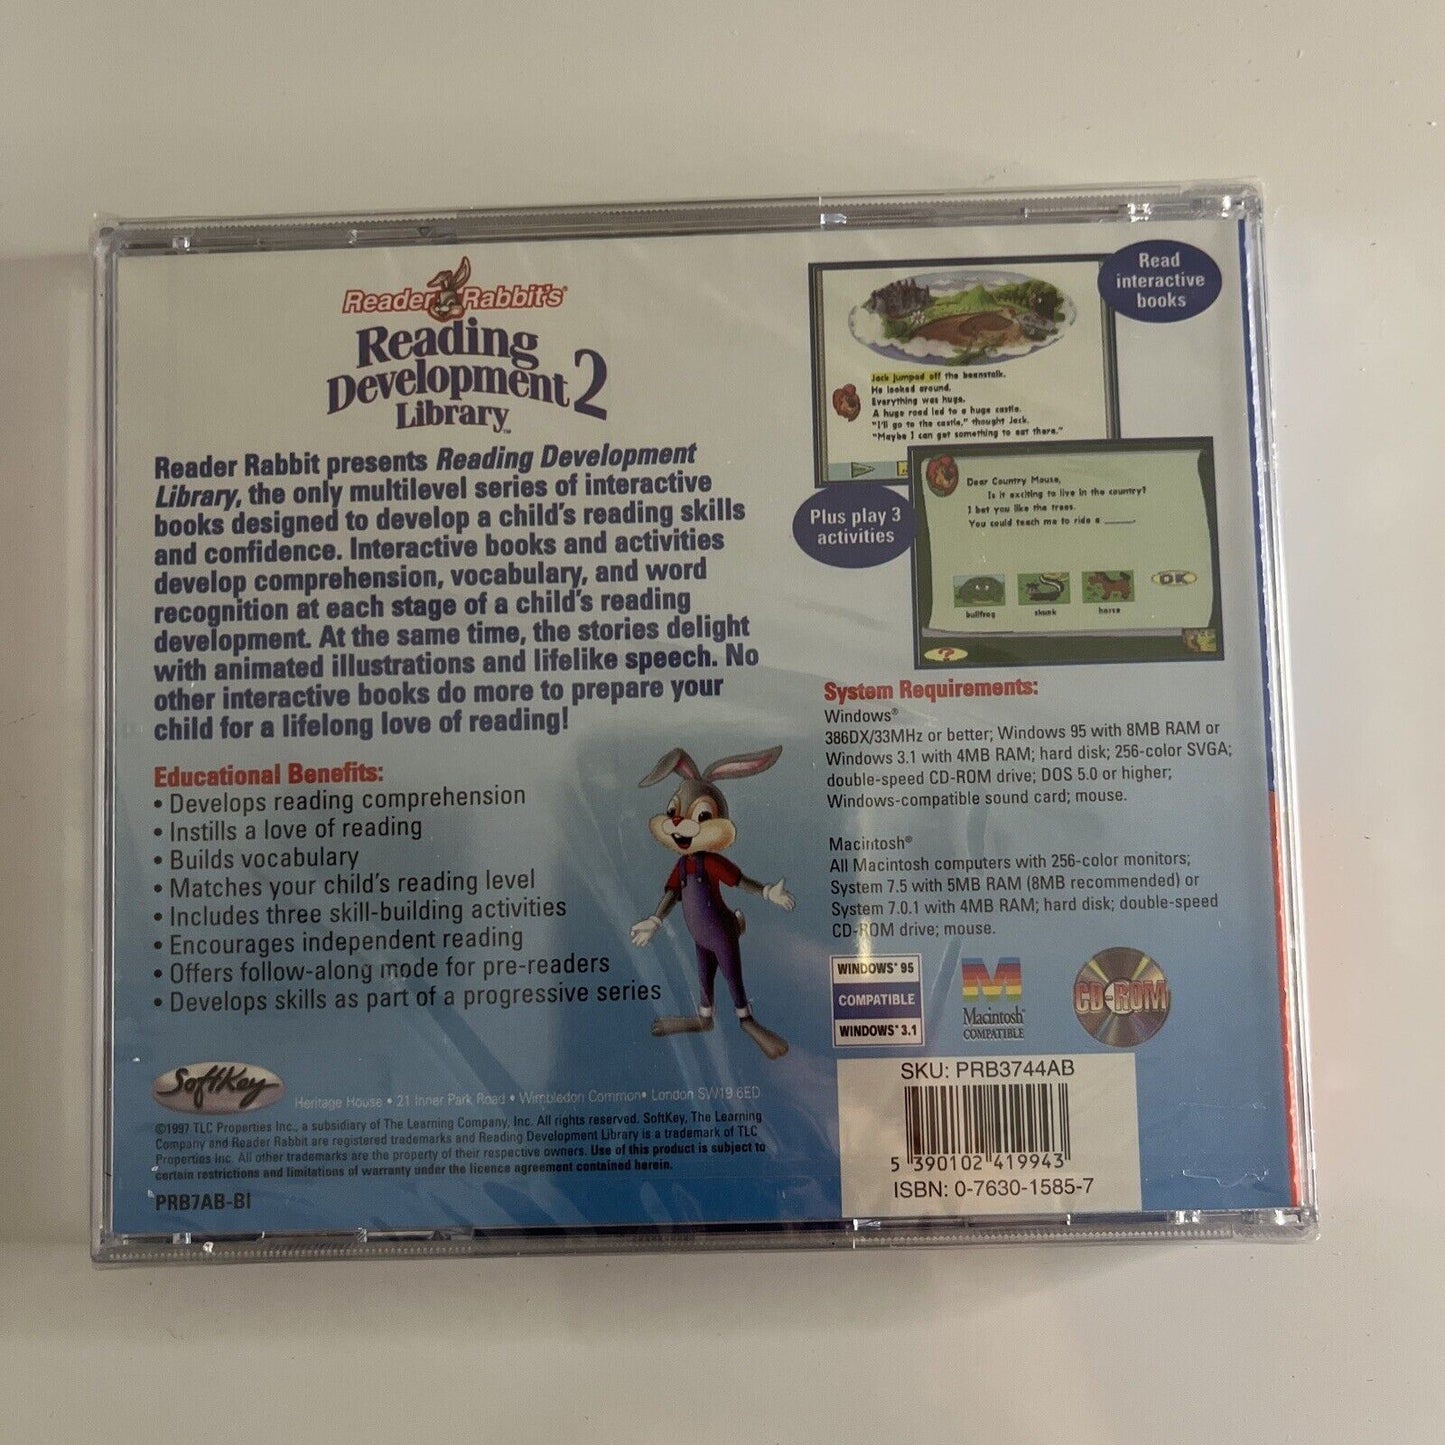 Reader Rabbit's®
Reading
Development 2
Library™
Reader Rabbit presents Reading Development
Library, the only multilevel series of interactive
books designed to develop a child's reading skills
and confidence. Interactive books and activities
develop comprehension, vocabulary, and word
recognition at each stage of a child's reading
development. At the same time, the stories delight
with animated illustrations and lifelike speech. No
other interactive books do more to prepare your
child for a lifelong love of reading!
Educational Benefits:
• Develops reading comprehension
• Instills a love of reading
• Builds vocabulary
• Matches your child's reading level
• Includes three skill-building activities
• Encourages independent reading
• Offers follow-along mode for pre-readers
• Develops skills as part of a progressive series
Read
interactive
books
Jack jumped off the beanstalk.
He looked around.
Everything was huge.
A huge road led to a huge castle.
"I'll go to the castle," thought Jack.
"Maybe I can get something to eat there."
Plus play 3
activities
Dear Country Mouse,
Is it exciting to live in the country?
I bet you like the trees.
You could teach me to ride a ______.
bullfrog
skunk
horse
OK
?
System Requirements:
Windows®
386DX/33MHz or better; Windows 95 with 8MB RAM or
Windows 3.1 with 4MB RAM; hard disk; 256-color SVGA;
double-speed CD-ROM drive; DOS 5.0 or higher;
Windows-compatible sound card; mouse.
Macintosh®
All Macintosh computers with 256-color monitors;
System 7.5 with 5MB RAM (8MB recommended) or
System 7.0.1 with 4MB RAM; hard disk; double-speed
CD-ROM drive; mouse.
WINDOWS® 95
COMPATIBLE
WINDOWS® 3.1
M
Macintosh®
COMPATIBLE
CD-ROM
SoftKey
Heritage House • 21 Inner Park Road • Wimbledon Common • London SW19 6ED
©1997 TLC Properties Inc., a subsidiary of The Learning Company, Inc. All rights reserved. SoftKey, The Learning
Company and Reader Rabbit are registered trademarks and Reading Development Library is a trademark of TLC
Properties Inc. All other trademarks are the property of their respective owners. Use of this product is subject to
certain restrictions and limitations of warranty under the licence agreement contained herein.
PRB7AB-BI
SKU: PRB3744AB
5 390102 419943
ISBN: 0-7630-1585-7